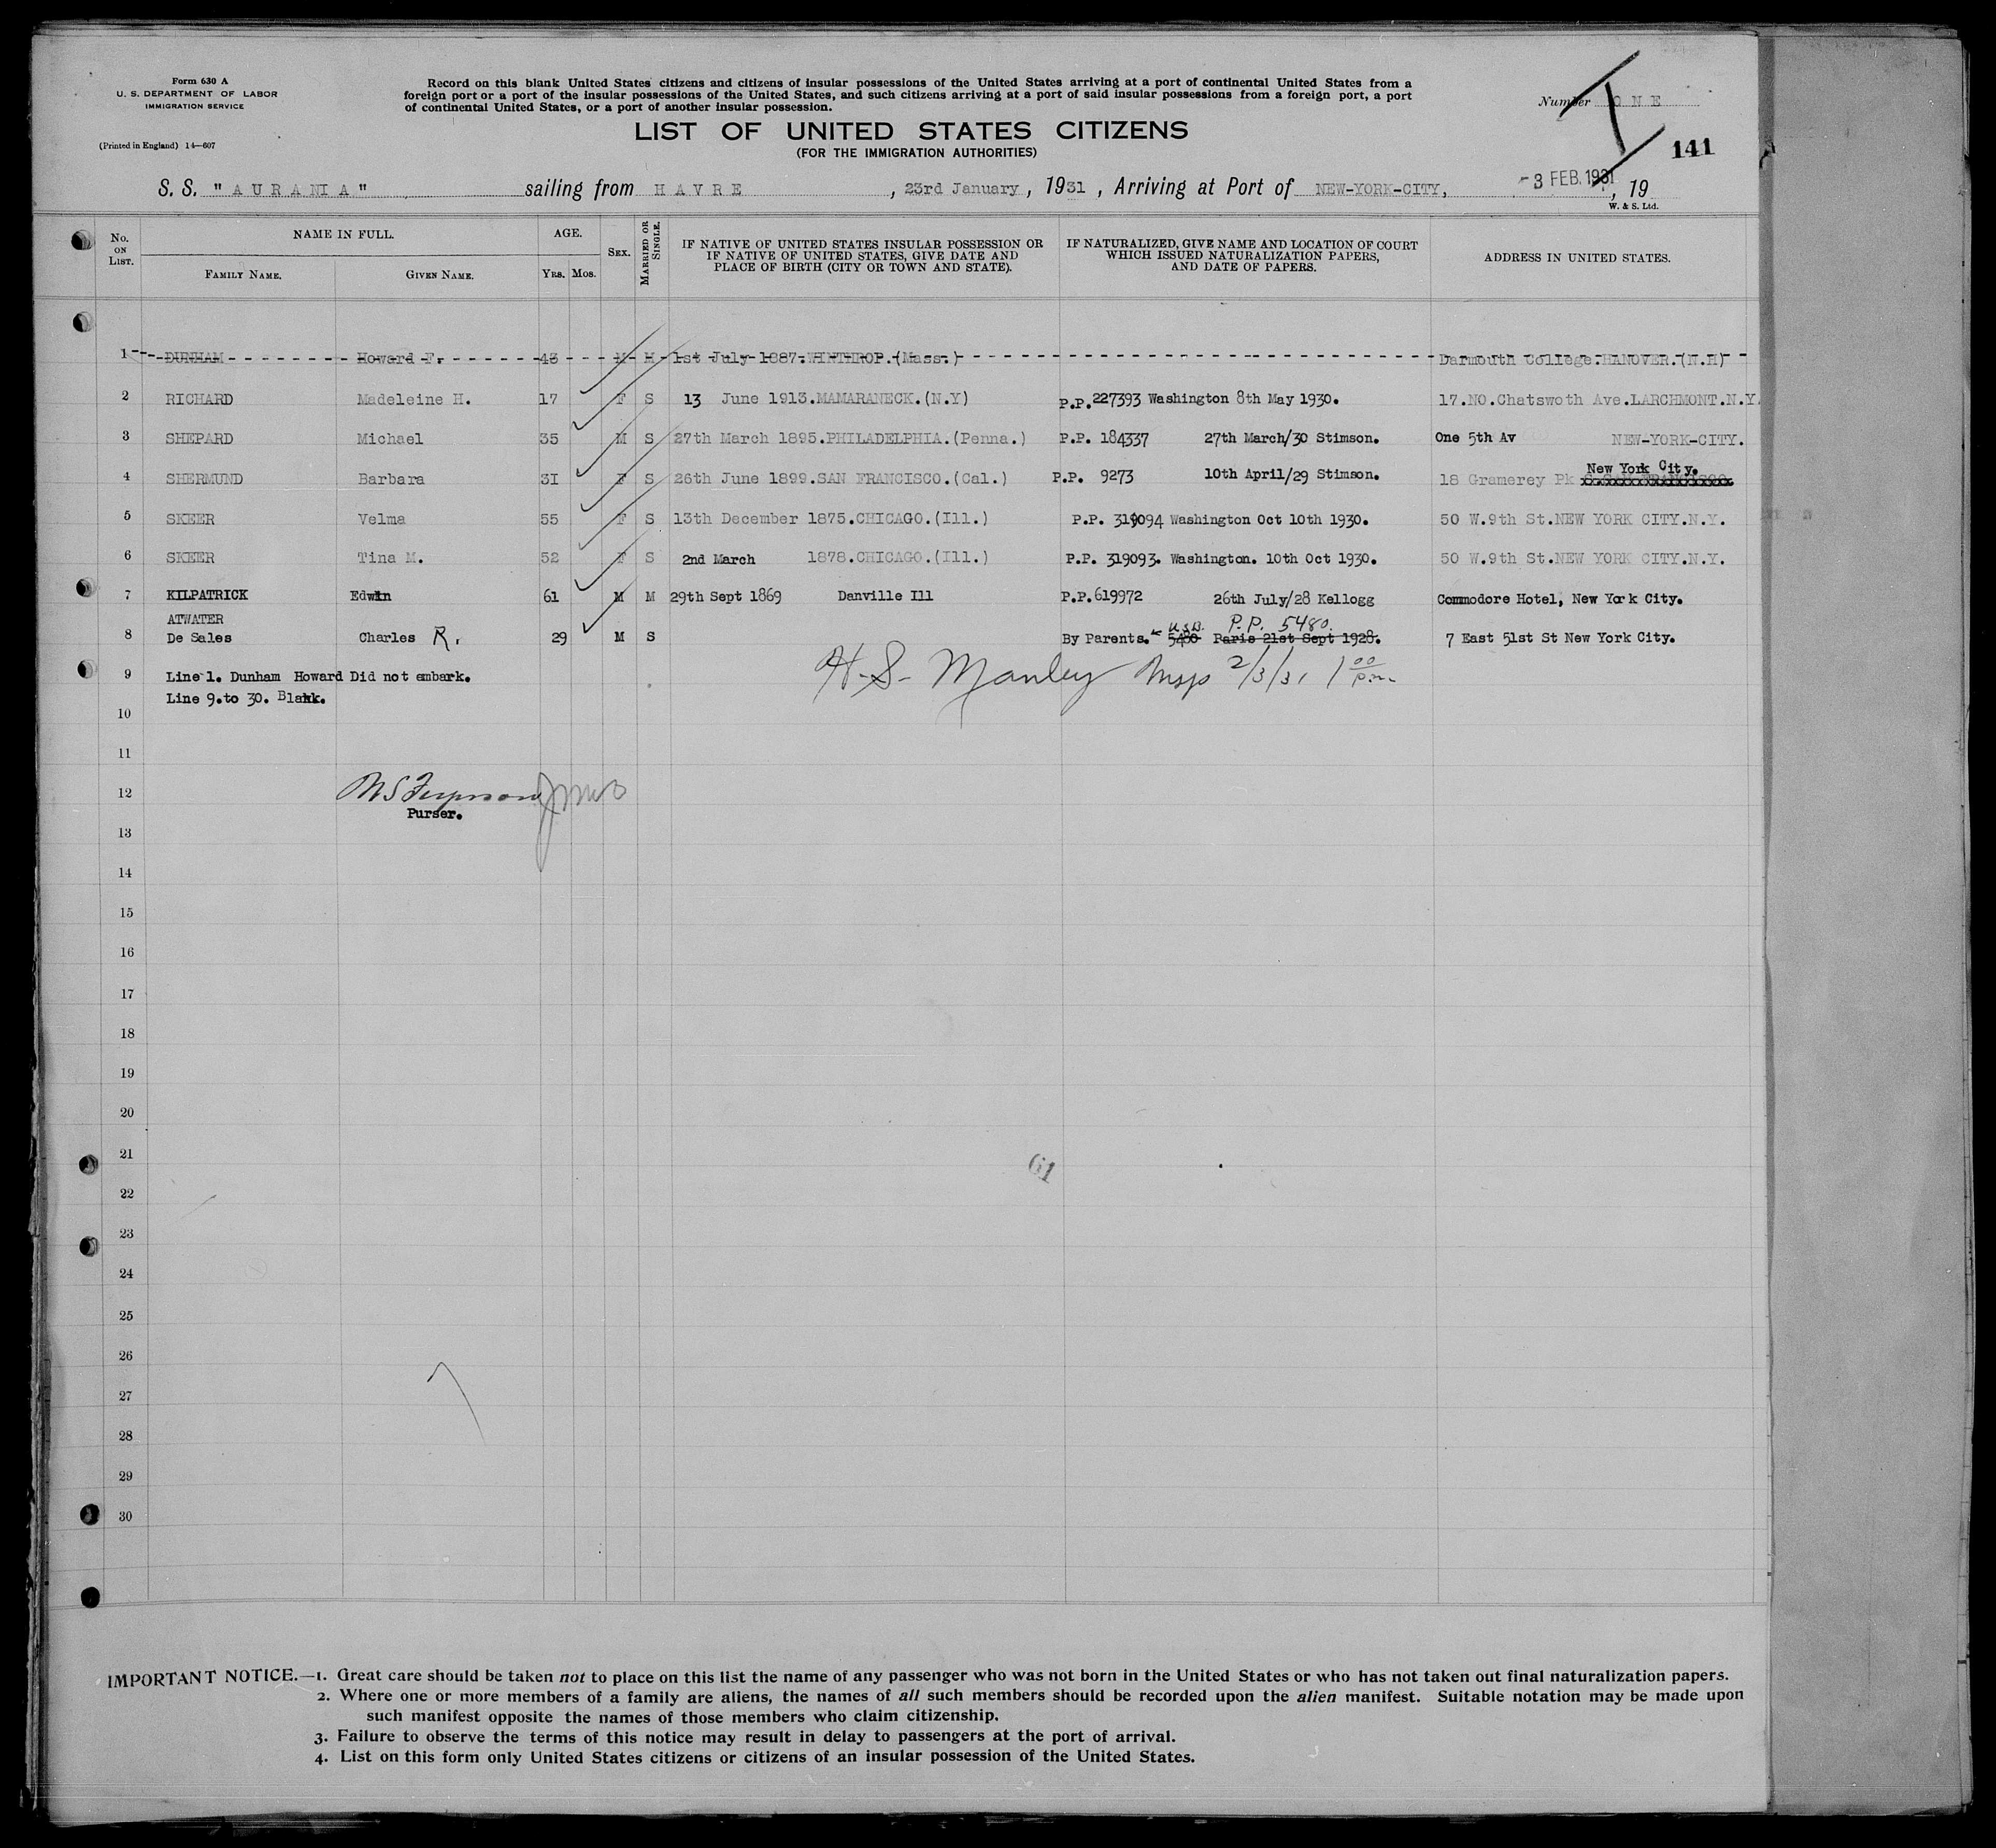 Form 630 A
U. S. DEPARTMENT OF LABOR
IMMIGRATION SERVICE
(Printed in England) 14—607
Record on this blank United States citizens and citizens of insular possessions of the United States arriving at a port of continental United States from a
foreign port or a port of the insular possessions of the United States, and such citizens arriving at a port of said insular possessions from a foreign port, a port
of continental United States, or a port of another insular possession.
Number ONE
141
LIST OF UNITED STATES CITIZENS
(FOR THE IMMIGRATION AUTHORITIES)
S. S. "AURANIA" sailing from HAVRE, 23rd January, 1931, Arriving at Port of NEW-YORK-CITY, -3 FEB. 1931, 19
W. & S. Ltd.
No. ON LIST. NAME IN FULL. FAMILY NAME. GIVEN NAME. AGE. YRS. MOS. SEX. MARRIED OR SINGLE. IF NATIVE OF UNITED STATES INSULAR POSSESSION OR IF NATIVE OF UNITED STATES, GIVE DATE AND PLACE OF BIRTH (CITY OR TOWN AND STATE). IF NATURALIZED, GIVE NAME AND LOCATION OF COURT WHICH ISSUED NATURALIZATION PAPERS, AND DATE OF PAPERS. ADDRESS IN UNITED STATES.
1 DUNHAM Howard F. 43 M M 1st July 1887.WINTHROP.(Mass.) Darmouth College.HANOVER.(N.H)
2 RICHARD Madeleine H. 17 F S 13 June 1913.MAMARANECK.(N.Y) P.P.227393 Washington 8th May 1930. 17.NO.Chatswoth Ave.LARCHMONT.N.Y.
3 SHEPARD Michael 35 M S 27th March 1895.PHILADELPHIA.(Penna.) P.P. 184337 27th March/30 Stimson. One 5th Av NEW-YORK-CITY.
New York City.
4 SHERMUND Barbara 31 F S 26th June 1899.SAN FRANCISCO.(Cal.) P.P. 9273 10th April/29 Stimson. 18 Gramerey Pk
5 SKEER Velma 55 F S 13th December 1875.CHICAGO.(Ill.) P.P. 319094 Washington Oct 10th 1930. 50 W.9th St.NEW YORK CITY.N.Y.
6 SKEER Tina M. 52 F S 2nd March 1878.CHICAGO.(Ill.) P.P. 319093. Washington. 10th Oct 1930. 50 W.9th St.NEW YORK CITY.N.Y.
7 KILPATRICK Edwin 61 M M 29th Sept 1869 Danville Ill P.P.619972 26th July/28 Kellogg Commodore Hotel, New York City.
ATWATER P.P. 5480.
8 De Sales Charles R. 29 M S By Parents. 5480 Paris 21st Sept 1928. 7 East 51st St New York City.
9 Line 1. Dunham Howard Did not embark. H.S. Manley Insp 2/3/31 1 00 p.m.
Line 9.to 30. Blank.
10
11
12
Purser.
13
14
15
16
17
18
19
20
21
61
22
23
24
25
26
27
28
29
30
IMPORTANT NOTICE.—1. Great care should be taken not to place on this list the name of any passenger who was not born in the United States or who has not taken out final naturalization papers.
2. Where one or more members of a family are aliens, the names of all such members should be recorded upon the alien manifest. Suitable notation may be made upon
such manifest opposite the names of those members who claim citizenship.
3. Failure to observe the terms of this notice may result in delay to passengers at the port of arrival.
4. List on this form only United States citizens or citizens of an insular possession of the United States.